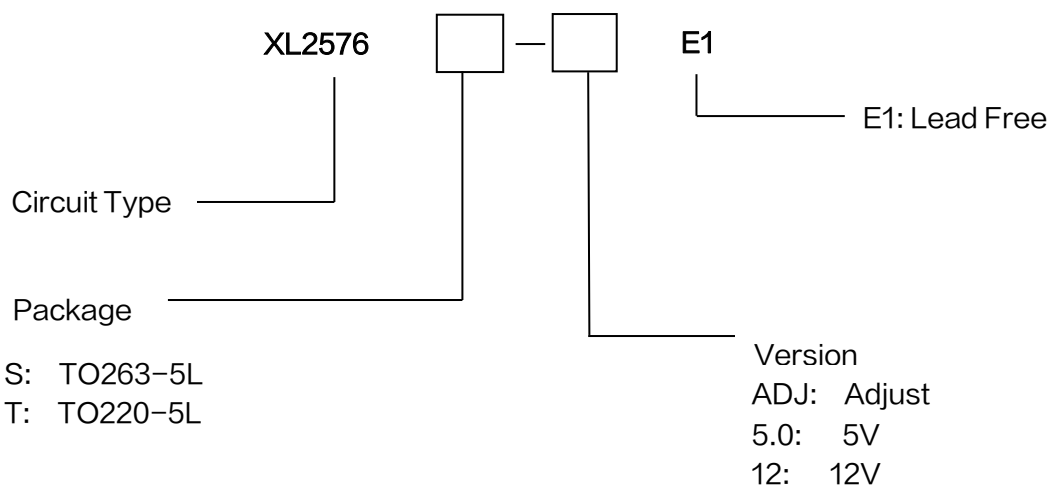 XL2576 — E1
E1: Lead Free
Circuit Type
Package
S: TO263-5L
T: TO220-5L
Version
ADJ: Adjust
5.0: 5V
12: 12V